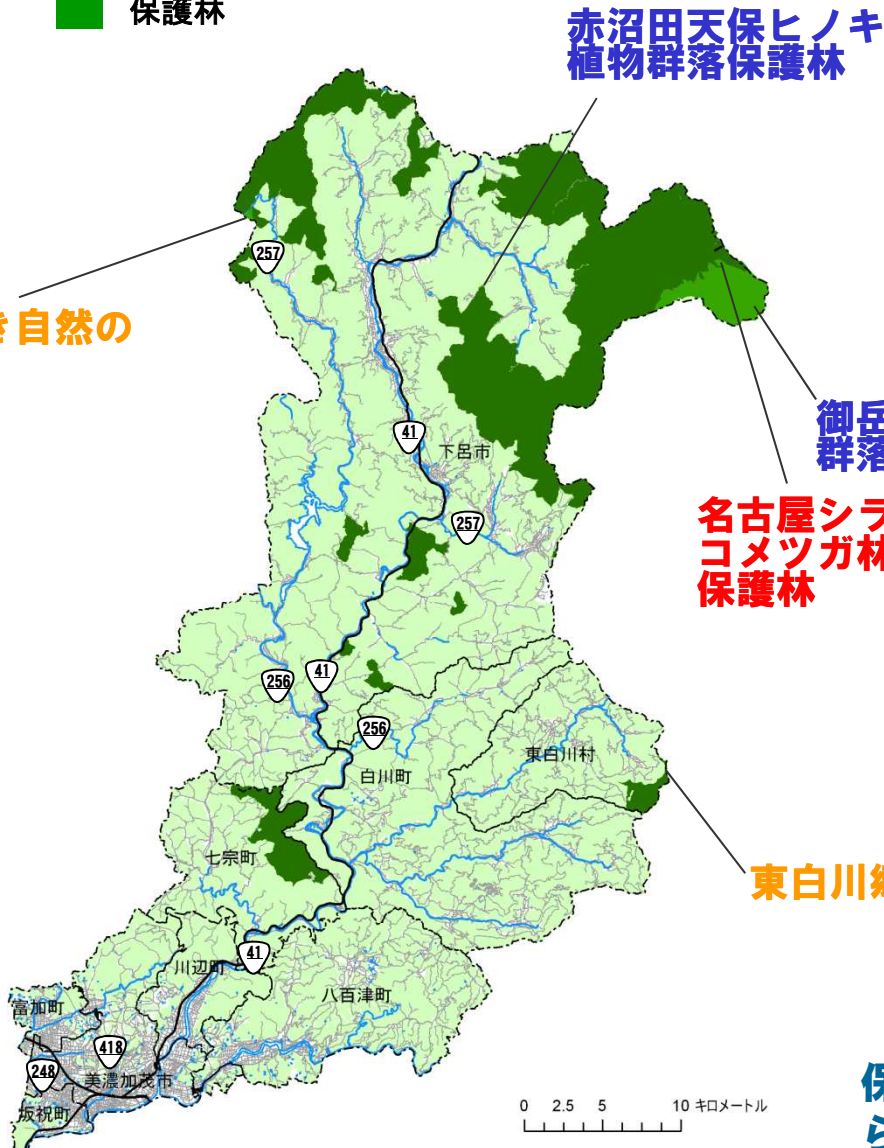 保護林
赤沼田天保ヒノキ
植物群落保護林
257
き自然の
御岳
群落
41
下呂市
名古屋シラ
コメツガ林
保護林
257
256
41
256
東白川村
白川町
七宗町
東白川
41
川辺町
八百津町
富加町
418
248
美濃加茂市
坂祝町
0 2.5 5 10 キロメートル
保